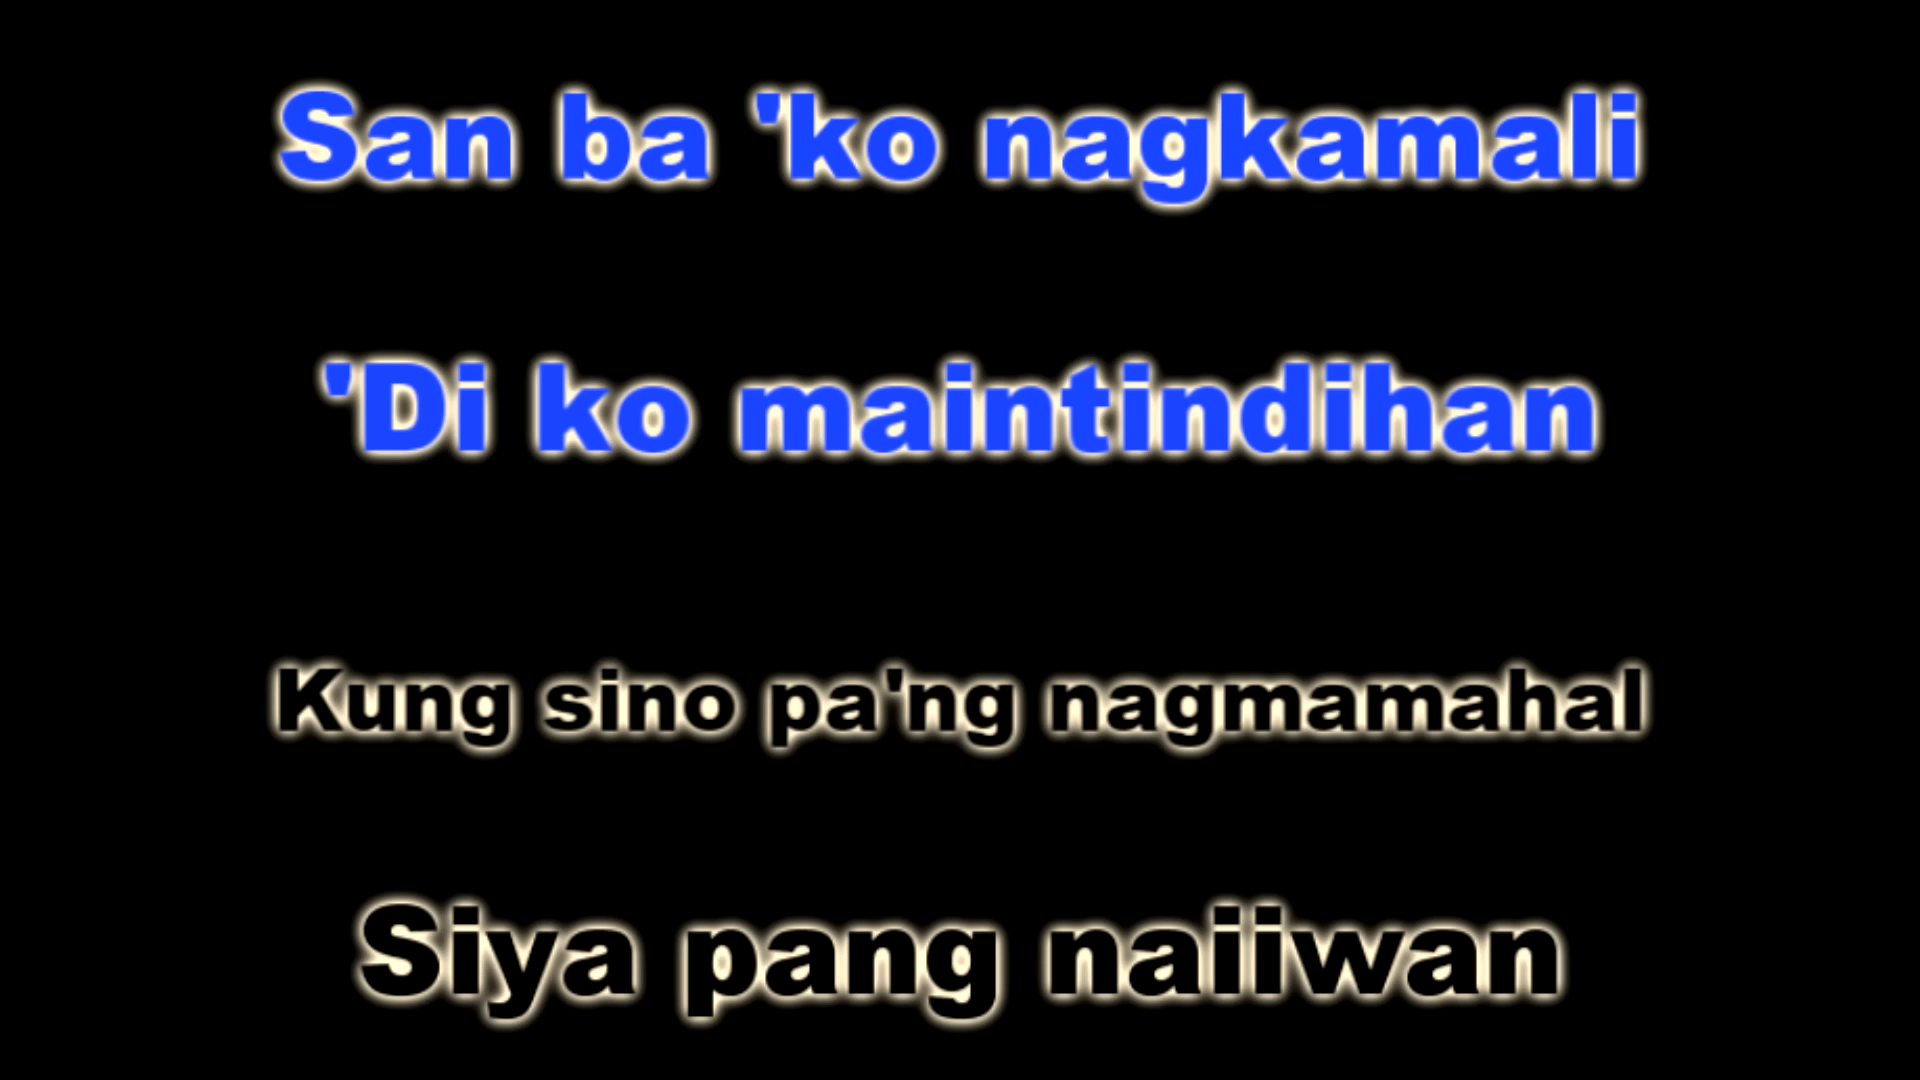 San ba 'ko nagkamali
'Di ko maintindihan
Kung sino pa'ng nagmamahal
Siya pang naiiwan